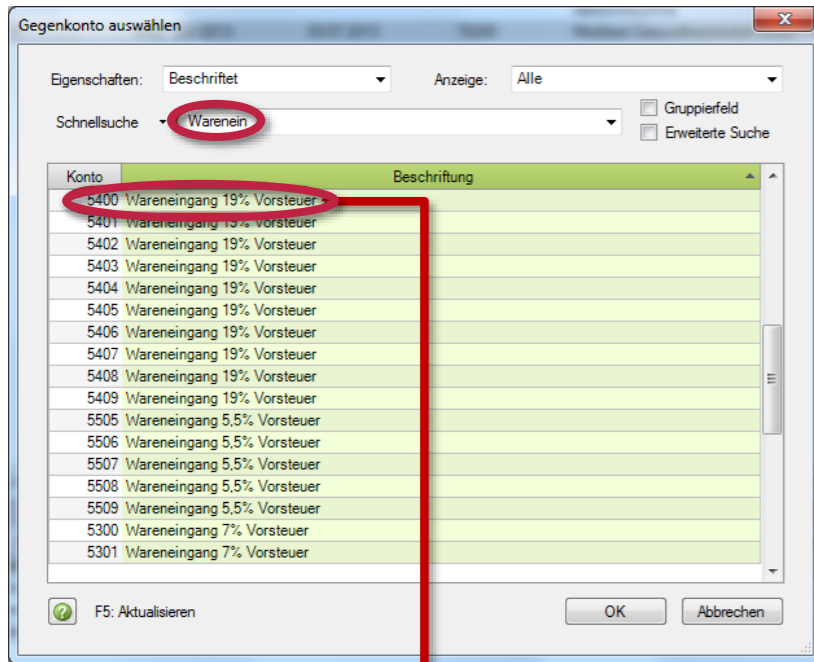 Gegenkonto auswählen
x
Eigenschaften: Beschriftet Anzeige: Alle
Schnellsuche Warenein Gruppierfeld
Erweiterte Suche
Konto Beschriftung
5400 Wareneingang 19% Vorsteuer
5401 Wareneingang 19% Vorsteuer
5402 Wareneingang 19% Vorsteuer
5403 Wareneingang 19% Vorsteuer
5404 Wareneingang 19% Vorsteuer
5405 Wareneingang 19% Vorsteuer
5406 Wareneingang 19% Vorsteuer
5407 Wareneingang 19% Vorsteuer
5408 Wareneingang 19% Vorsteuer
5409 Wareneingang 19% Vorsteuer
5505 Wareneingang 5,5% Vorsteuer
5506 Wareneingang 5,5% Vorsteuer
5507 Wareneingang 5,5% Vorsteuer
5508 Wareneingang 5,5% Vorsteuer
5509 Wareneingang 5,5% Vorsteuer
5300 Wareneingang 7% Vorsteuer
5301 Wareneingang 7% Vorsteuer
? F5: Aktualisieren OK Abbrechen